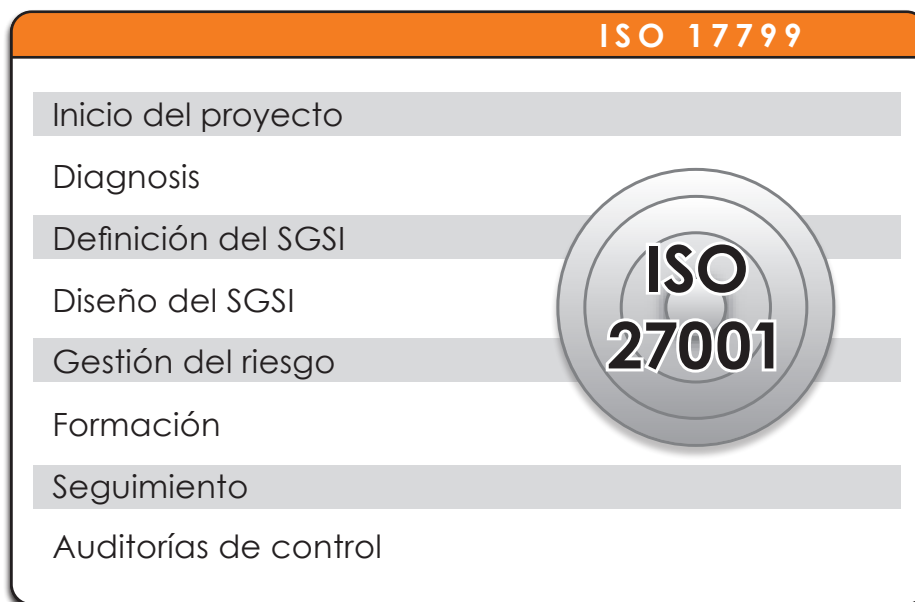 ISO 17799
Inicio del proyecto
Diagnosis
Definición del SGSI
Diseño del SGSI
Gestión del riesgo
Formación
Seguimiento
Auditorías de control
ISO
27001